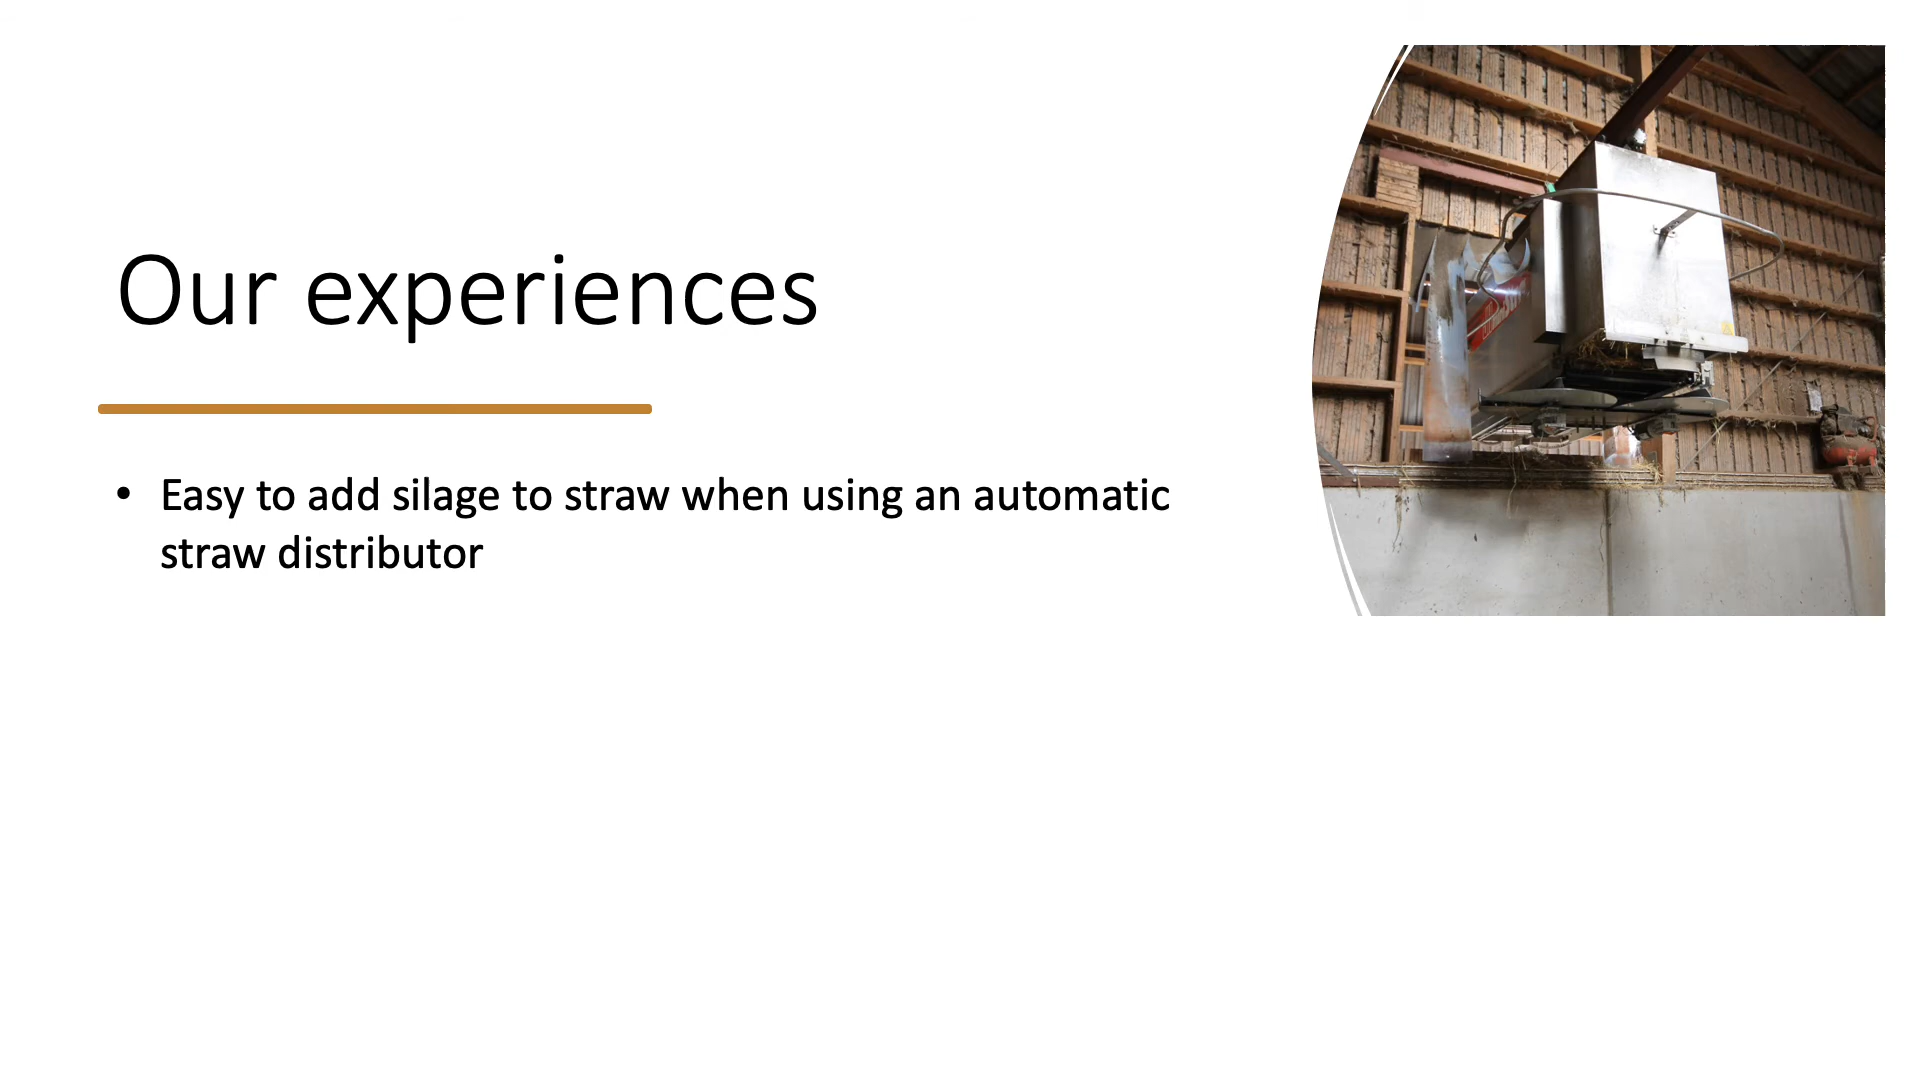 Our experiences
• Easy to add silage to straw when using an automatic
straw distributor